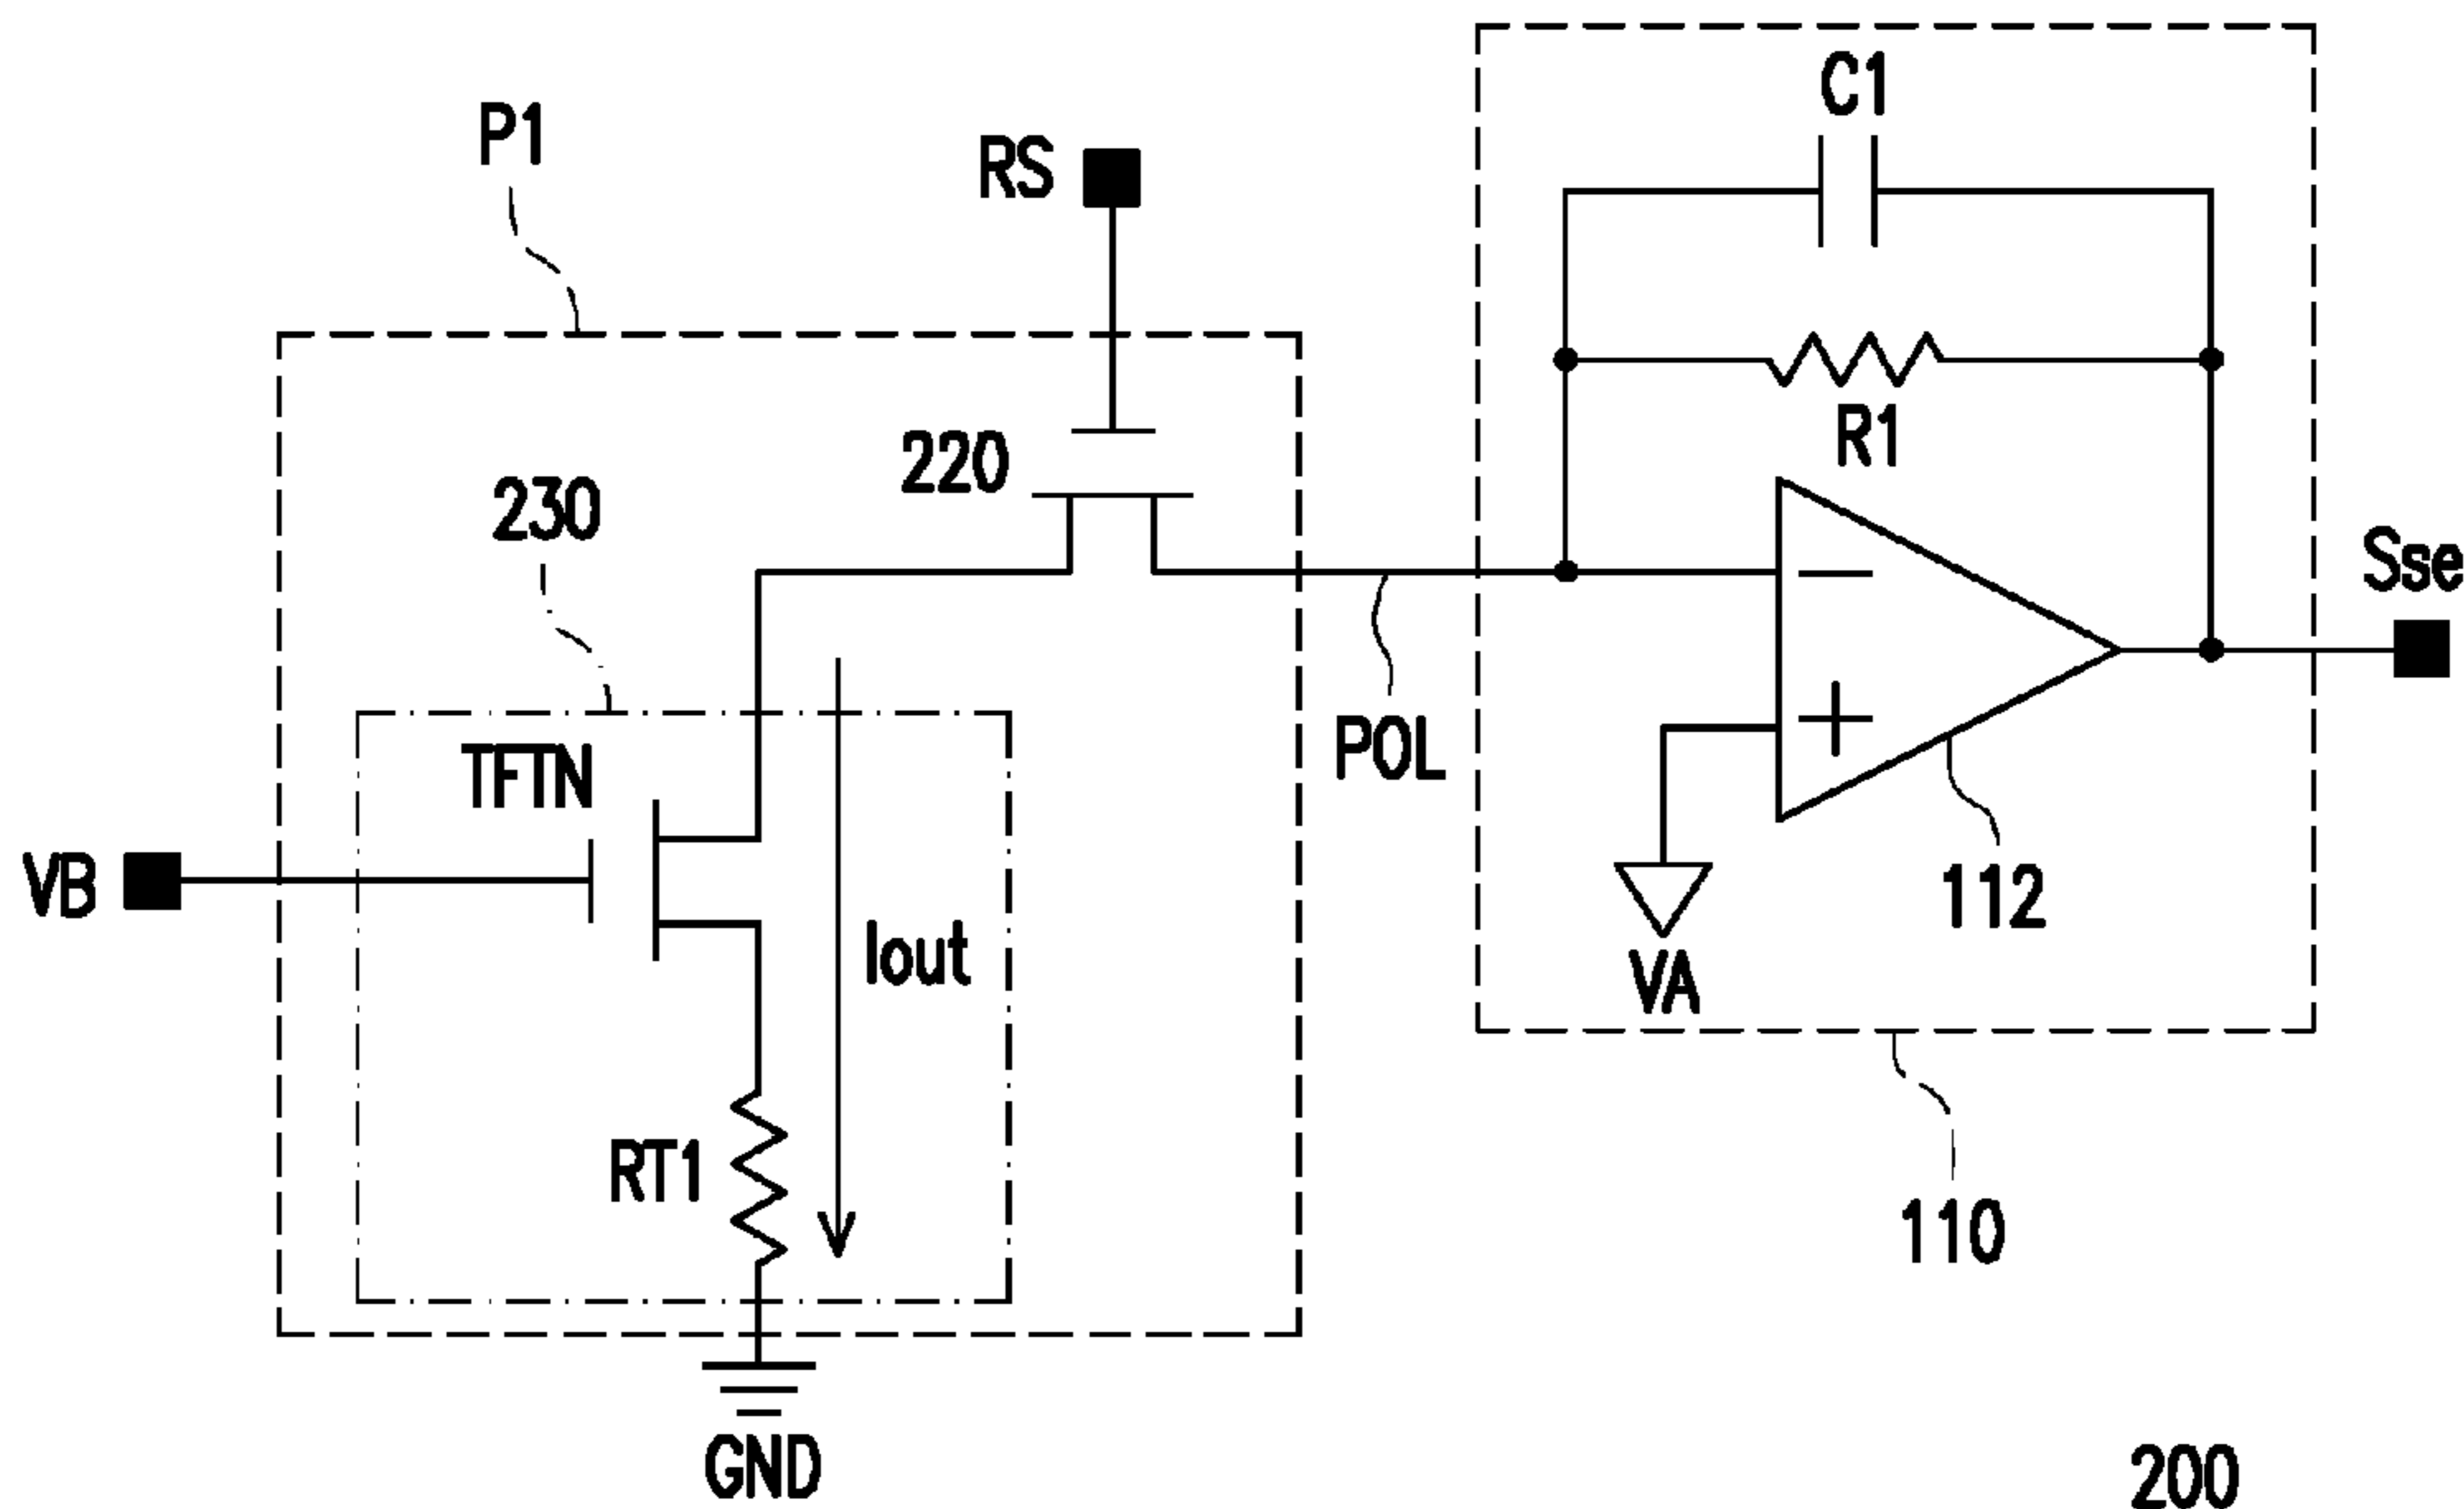 C1
P1
RS
R1
220
230
Sse
POL
TFTN
VB
112
Iout
VA
RT1
110
GND
200